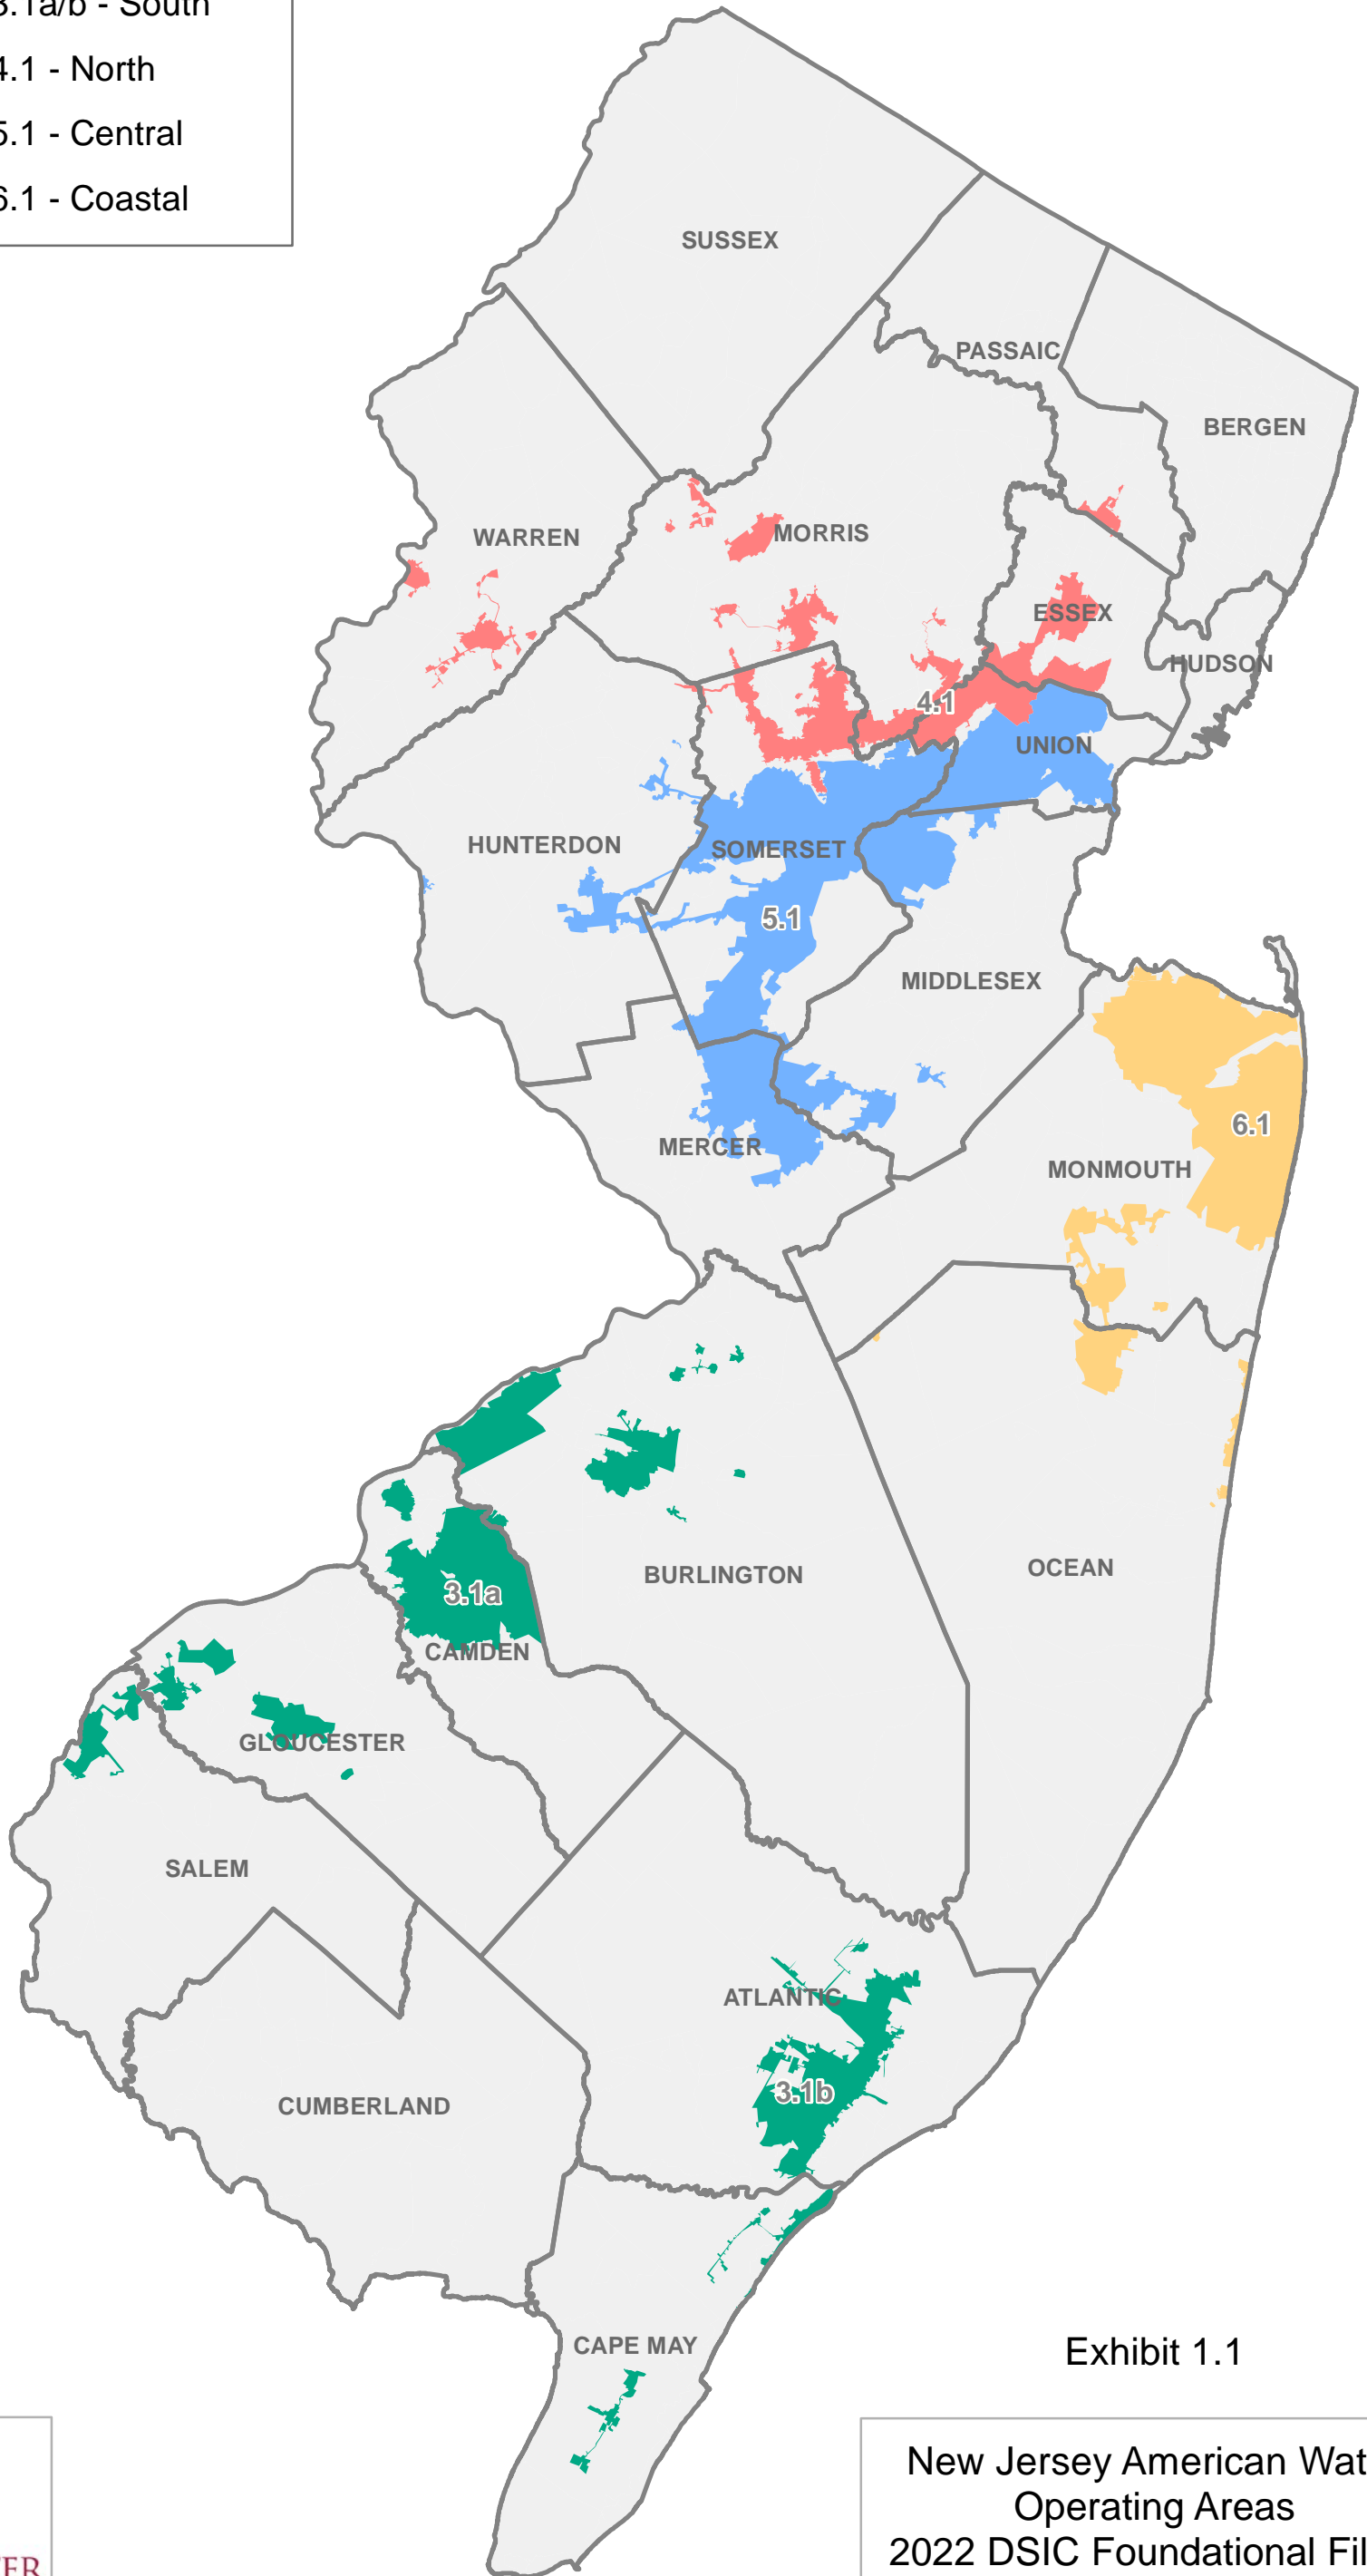 3.1a/b - South
4.1 - North
5.1 - Central
6.1 - Coastal
SUSSEX
PASSAIC
BERGEN
WARREN
MORRIS
ESSEX
HUDSON
4.1
UNION
HUNTERDON
SOMERSET
5.1
MIDDLESEX
6.1
MERCER
MONMOUTH
OCEAN
BURLINGTON
3.1a
CAMDEN
GLOUCESTER
SALEM
ATLANTIC
3.1b
CUMBERLAND
CAPE MAY
Exhibit 1.1
New Jersey American Wat
Operating Areas
2022 DSIC Foundational Fil
TER